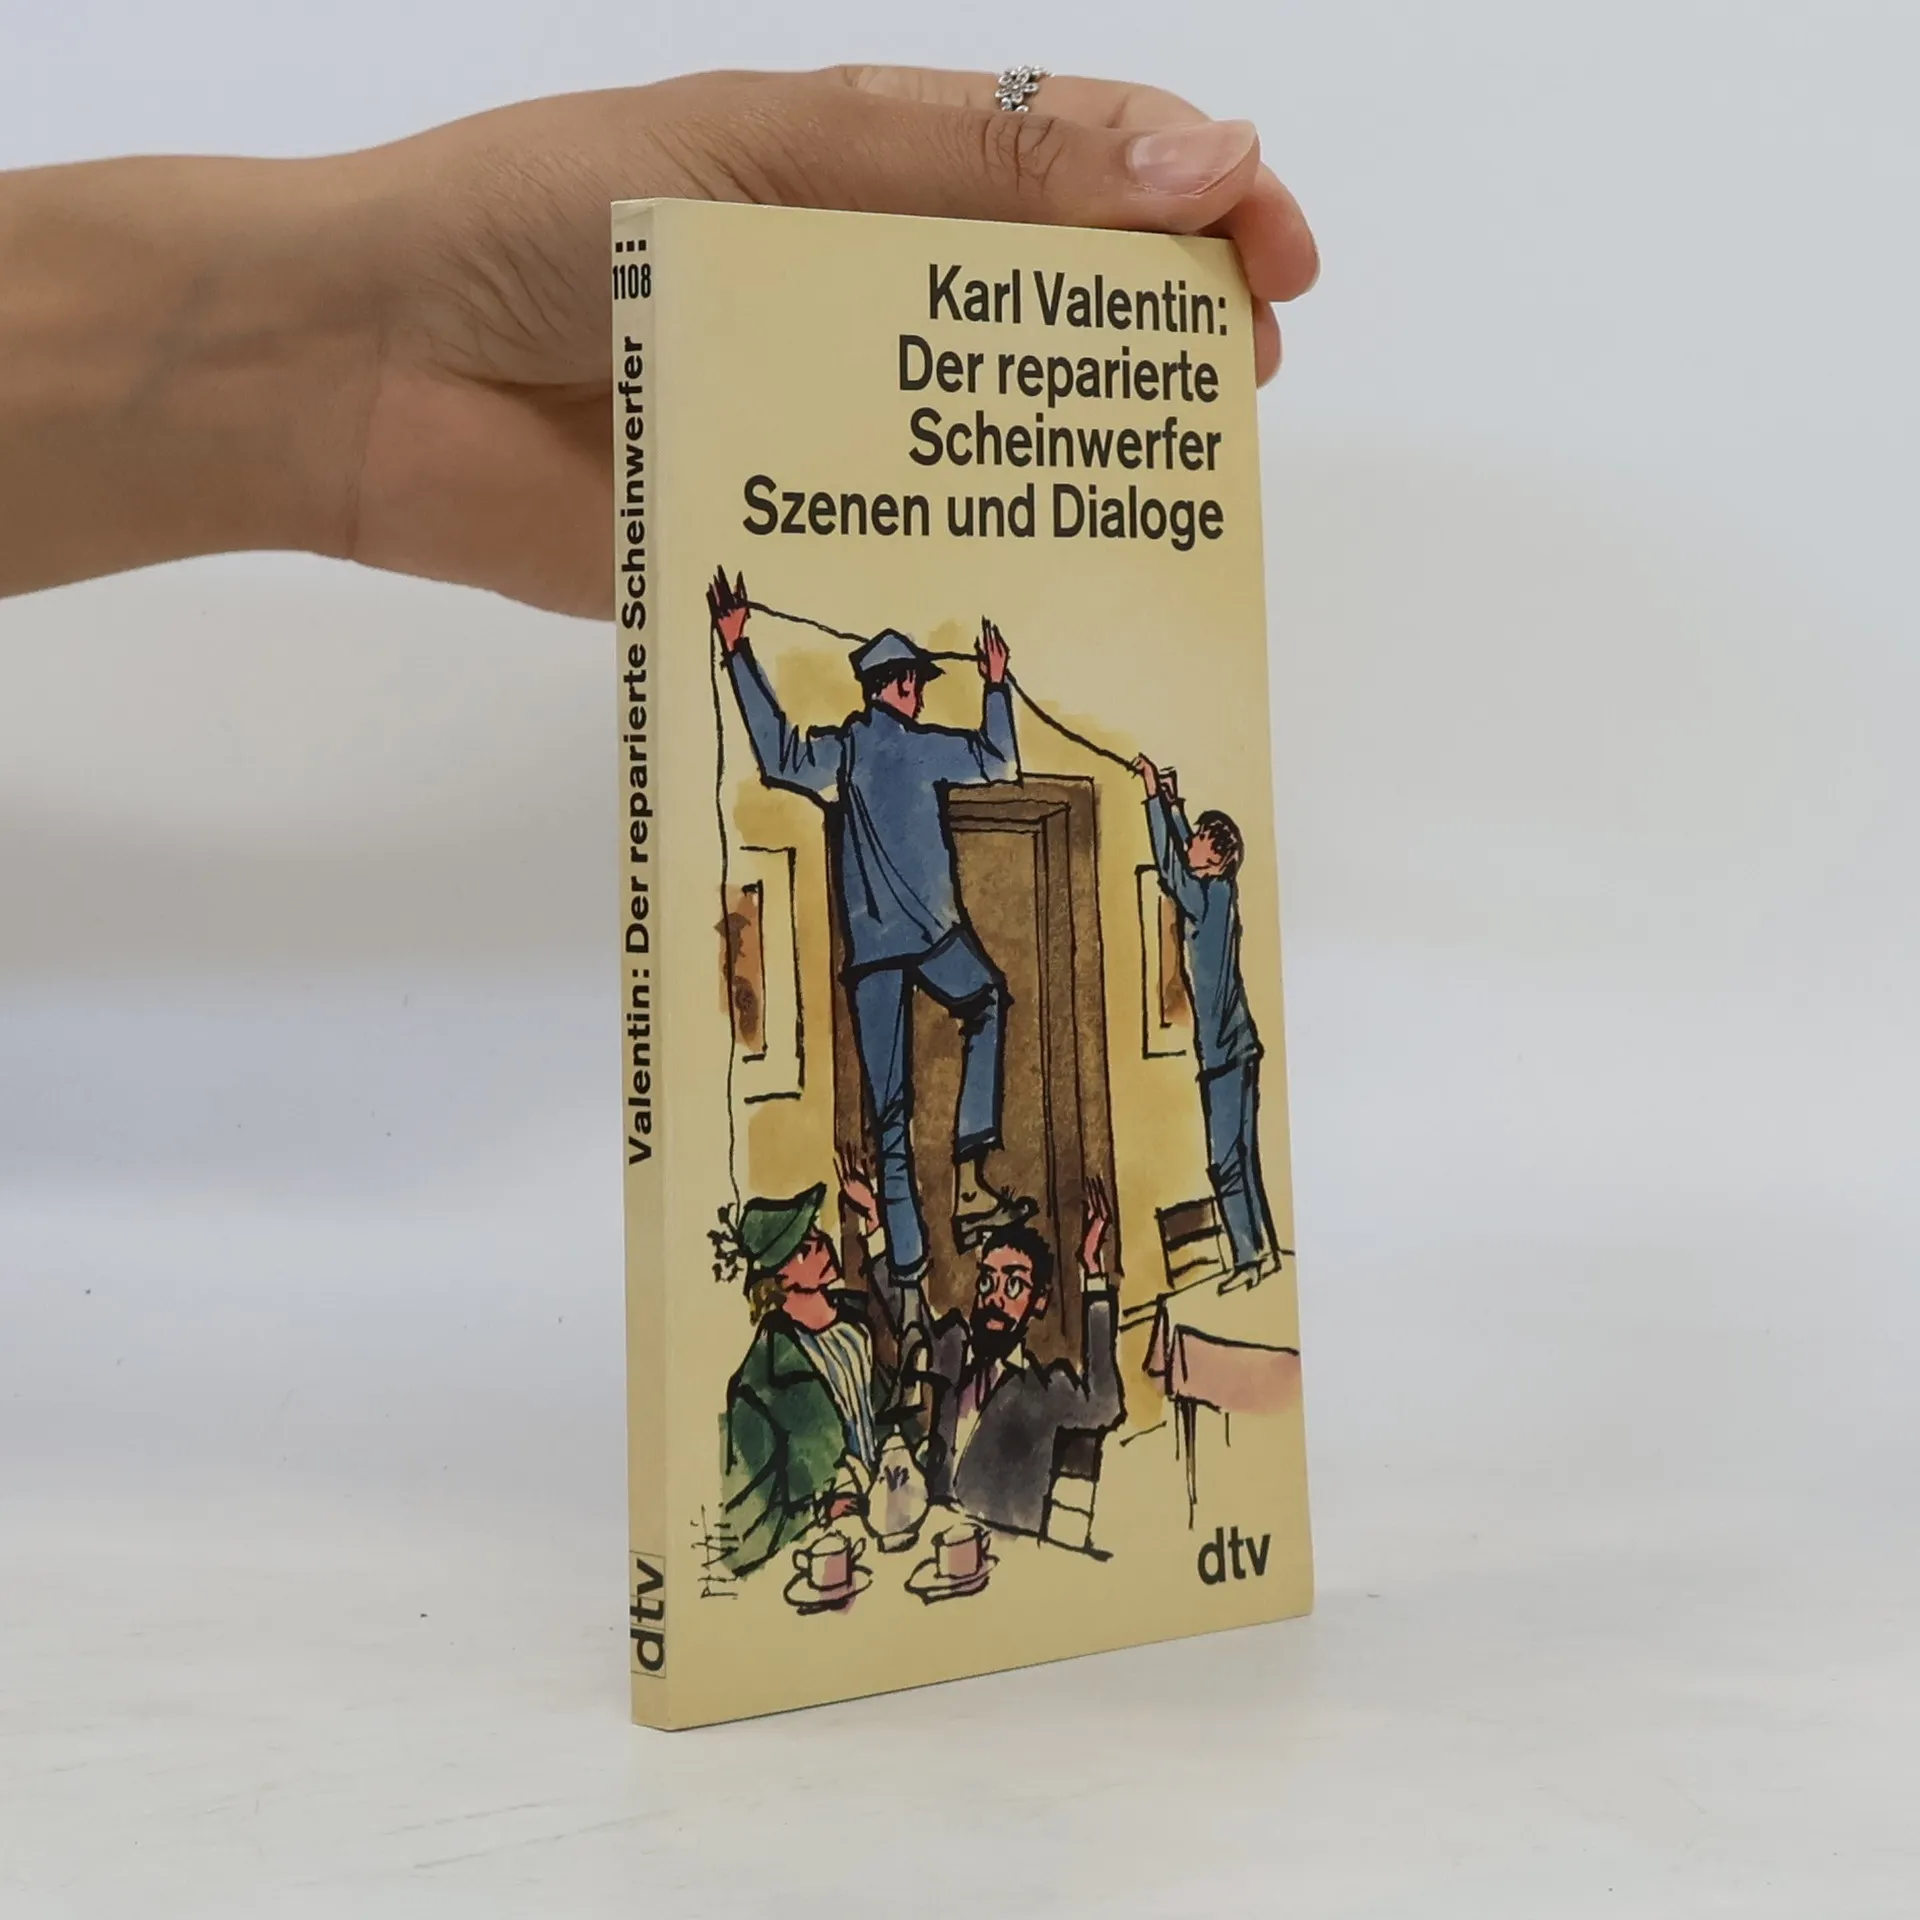 1108
Valentin: Der reparierte Scheinwerfer
dtv
Karl Valentin:
Der reparierte
Scheinwerfer
Szenen und Dialoge
dtv